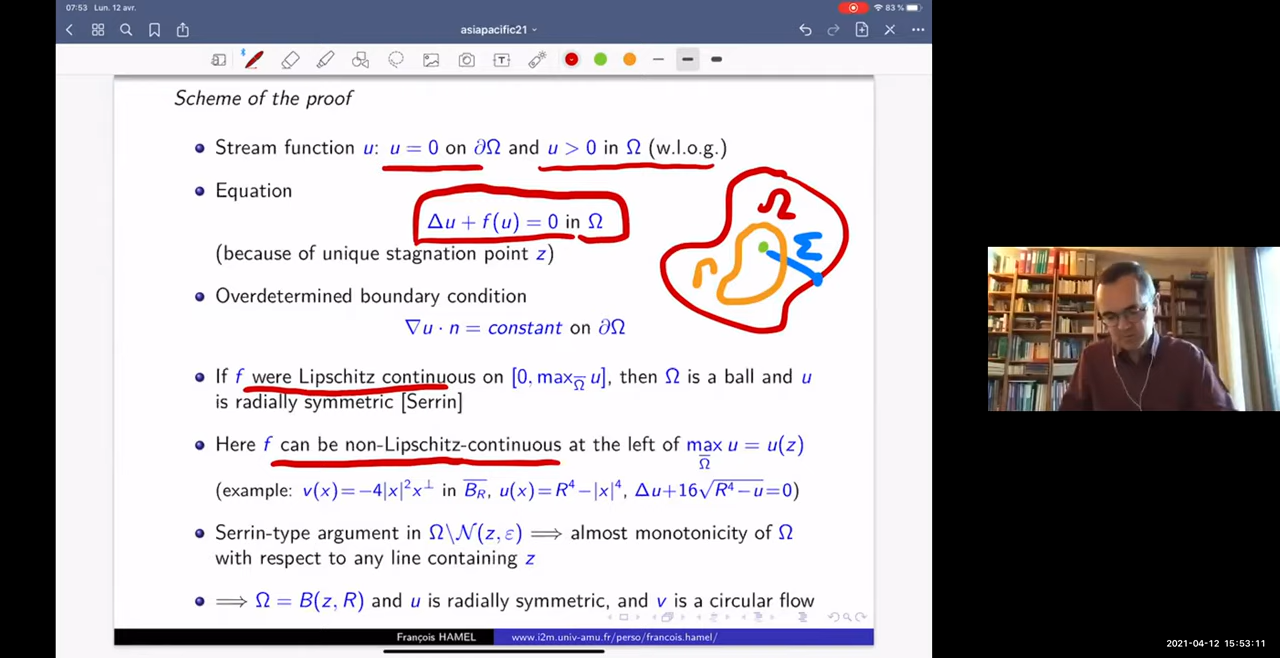 07:53 Lun. 12 avr.
83 %
asiapacific21
Scheme of the proof
Stream function u: u = 0 on ∂Ω and u > 0 in Ω (w.l.o.g.)
Equation
Δu + f(u) = 0 in Ω
(because of unique stagnation point z)
Ω
Σ
Γ
Overdetermined boundary condition
∇u · n = constant on ∂Ω
If f were Lipschitz continuous on [0, max_Ω̅ u], then Ω is a ball and u
is radially symmetric [Serrin]
Here f can be non-Lipschitz-continuous at the left of max_Ω̅ u = u(z)
(example: v(x)=−4|x|²x^⊥ in B_R̅, u(x)=R⁴−|x|⁴, Δu+16√(R⁴−u)=0)
Serrin-type argument in Ω\N(z, ε) ⟹ almost monotonicity of Ω
with respect to any line containing z
⟹ Ω = B(z, R) and u is radially symmetric, and v is a circular flow
François HAMEL www.i2m.univ-amu.fr/perso/francois.hamel/
2021-04-12 15:53:11